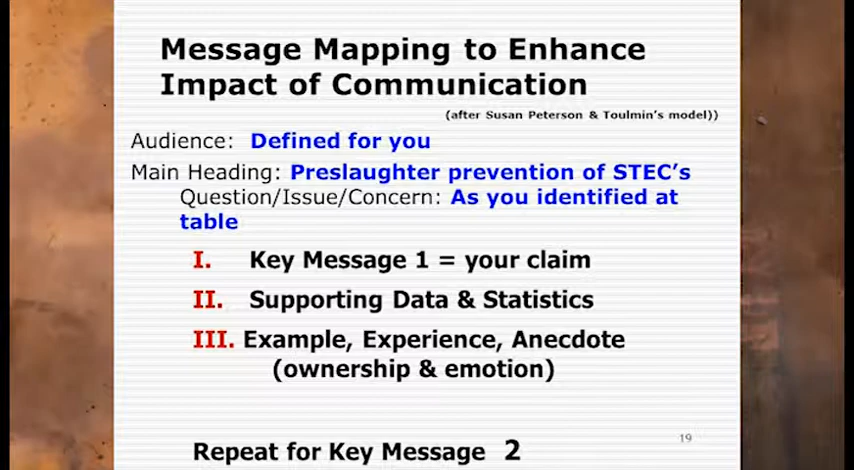 Message Mapping to Enhance
Impact of Communication
(after Susan Peterson & Toulmin's model))
Audience: Defined for you
Main Heading: Preslaughter prevention of STEC's
Question/Issue/Concern: As you identified at
table
I. Key Message 1 = your claim
II. Supporting Data & Statistics
III. Example, Experience, Anecdote
(ownership & emotion)
19
Repeat for Key Message 2